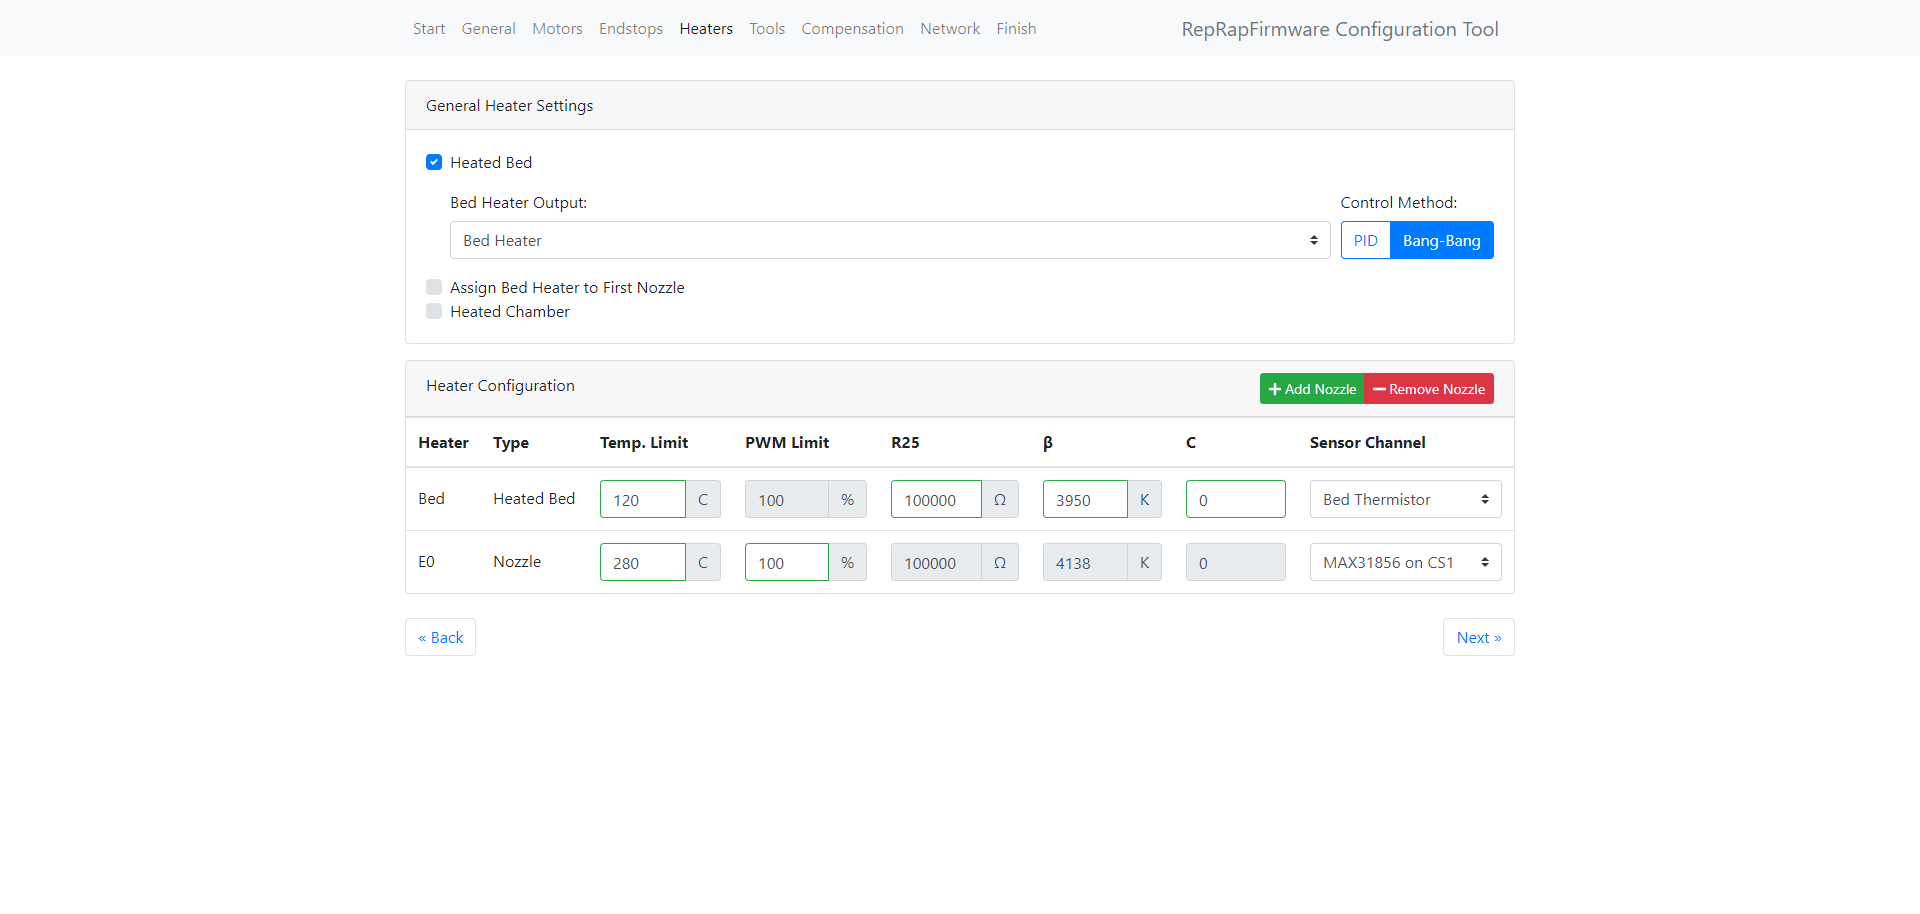 Start General Motors Endstops Heaters Tools Compensation Network Finish RepRapFirmware Configuration Tool
General Heater Settings
Heated Bed
Bed Heater Output: Control Method:
Bed Heater PID Bang-Bang
Assign Bed Heater to First Nozzle
Heated Chamber
Heater Configuration Add Nozzle Remove Nozzle
Heater Type Temp. Limit PWM Limit R25 β C Sensor Channel
Bed Heated Bed 120 C 100 % 100000 Ω 3950 K 0 Bed Thermistor
E0 Nozzle 280 C 100 % 100000 Ω 4138 K 0 MAX31856 on CS1
« Back Next »